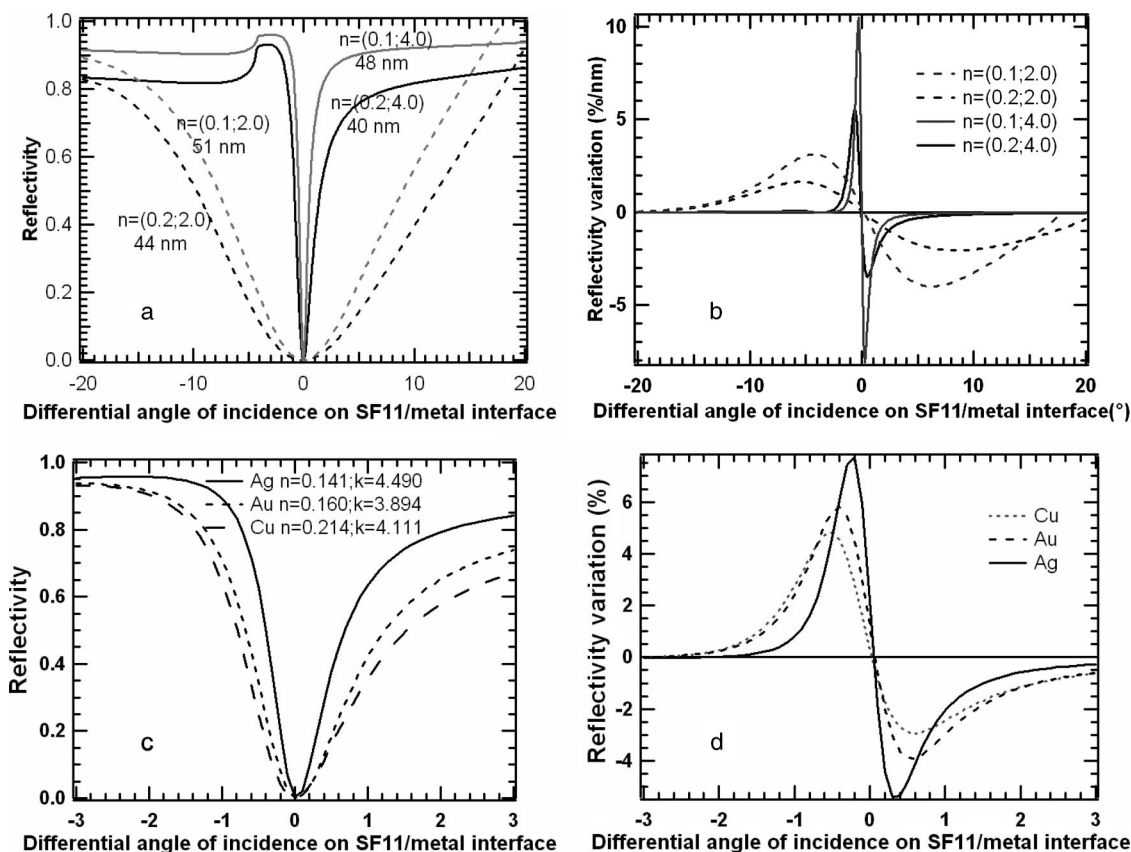 1.0
0.8
0.6
0.4
0.2
0.0
Reflectivity
n=(0.1;4.0)
48 nm
n=(0.2;4.0)
40 nm
n=(0.1;2.0)
51 nm
n=(0.2;2.0)
44 nm
a
-20
-10
0
10
20
Differential angle of incidence on SF11/metal interface
10
5
0
-5
Reflectivity variation (%/nm)
n=(0.1;2.0)
n=(0.2;2.0)
n=(0.1;4.0)
n=(0.2;4.0)
b
-20
-10
0
10
20
Differential angle of incidence on SF11/metal interface(°)
1.0
0.8
0.6
0.4
0.2
0.0
Reflectivity
Ag n=0.141;k=4.490
Au n=0.160;k=3.894
Cu n=0.214;k=4.111
c
-3
-2
-1
0
1
2
3
Differential angle of incidence on SF11/metal interface
6
4
2
0
-2
-4
Reflectivity variation (%)
Cu
Au
Ag
d
-3
-2
-1
0
1
2
3
Differential angle of incidence on SF11/metal interface